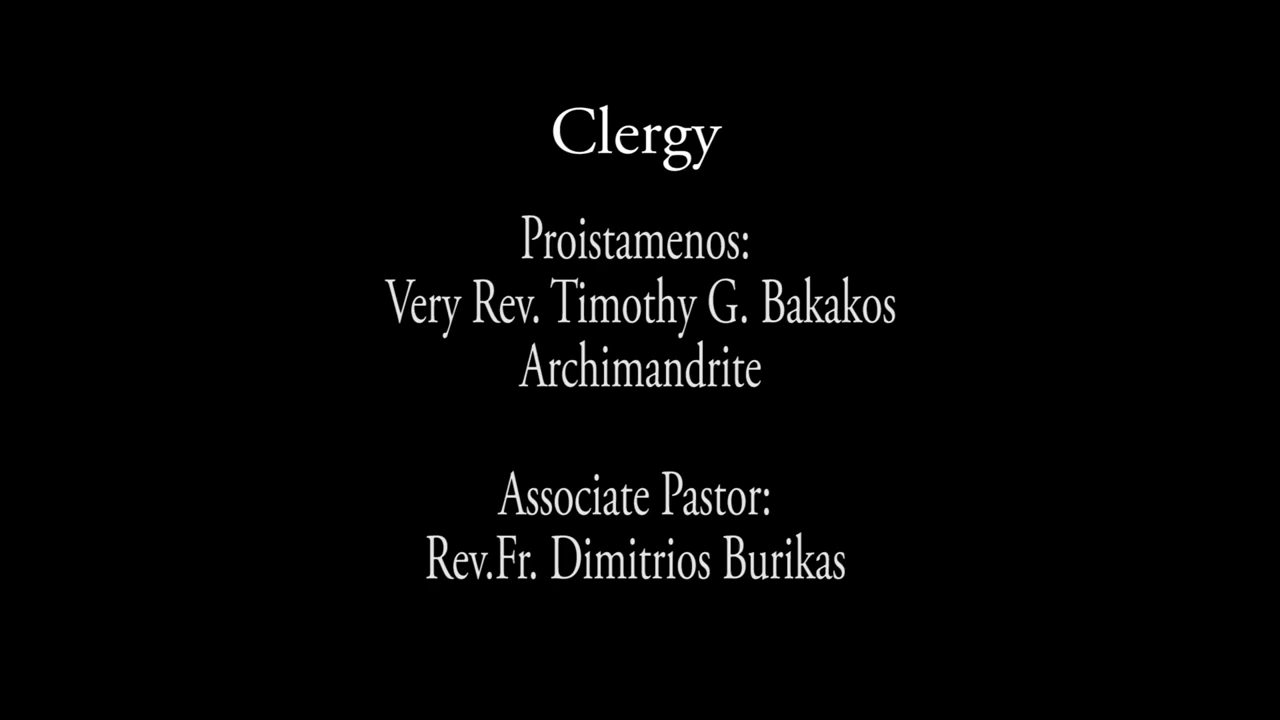 Clergy
Proistamenos:
Very Rev. Timothy G. Bakakos
Archimandrite
Associate Pastor:
Rev.Fr. Dimitrios Burikas